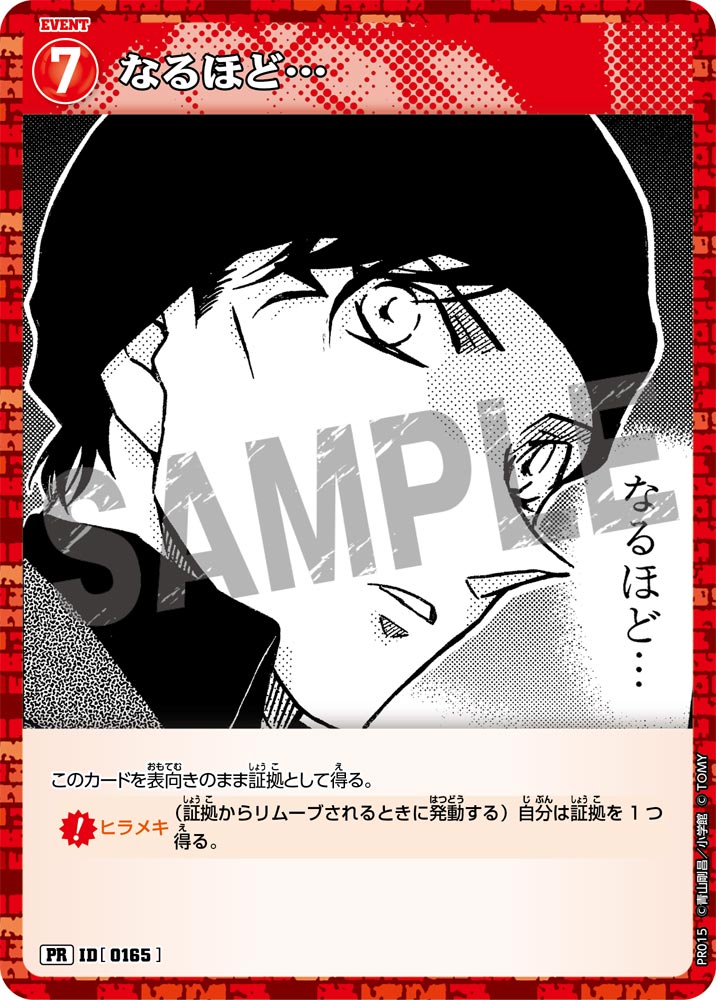 EVENT
7
なるほど…
SAMPLE
なるほど…
このカードを表向きのまま証拠として得る。
ヒラメキ
(証拠からリムーブされるときに発動する) 自分は証拠を1つ
得る。
PR ID[ 0165 ]
PR015 ©青山剛昌/小学館 © TOMY